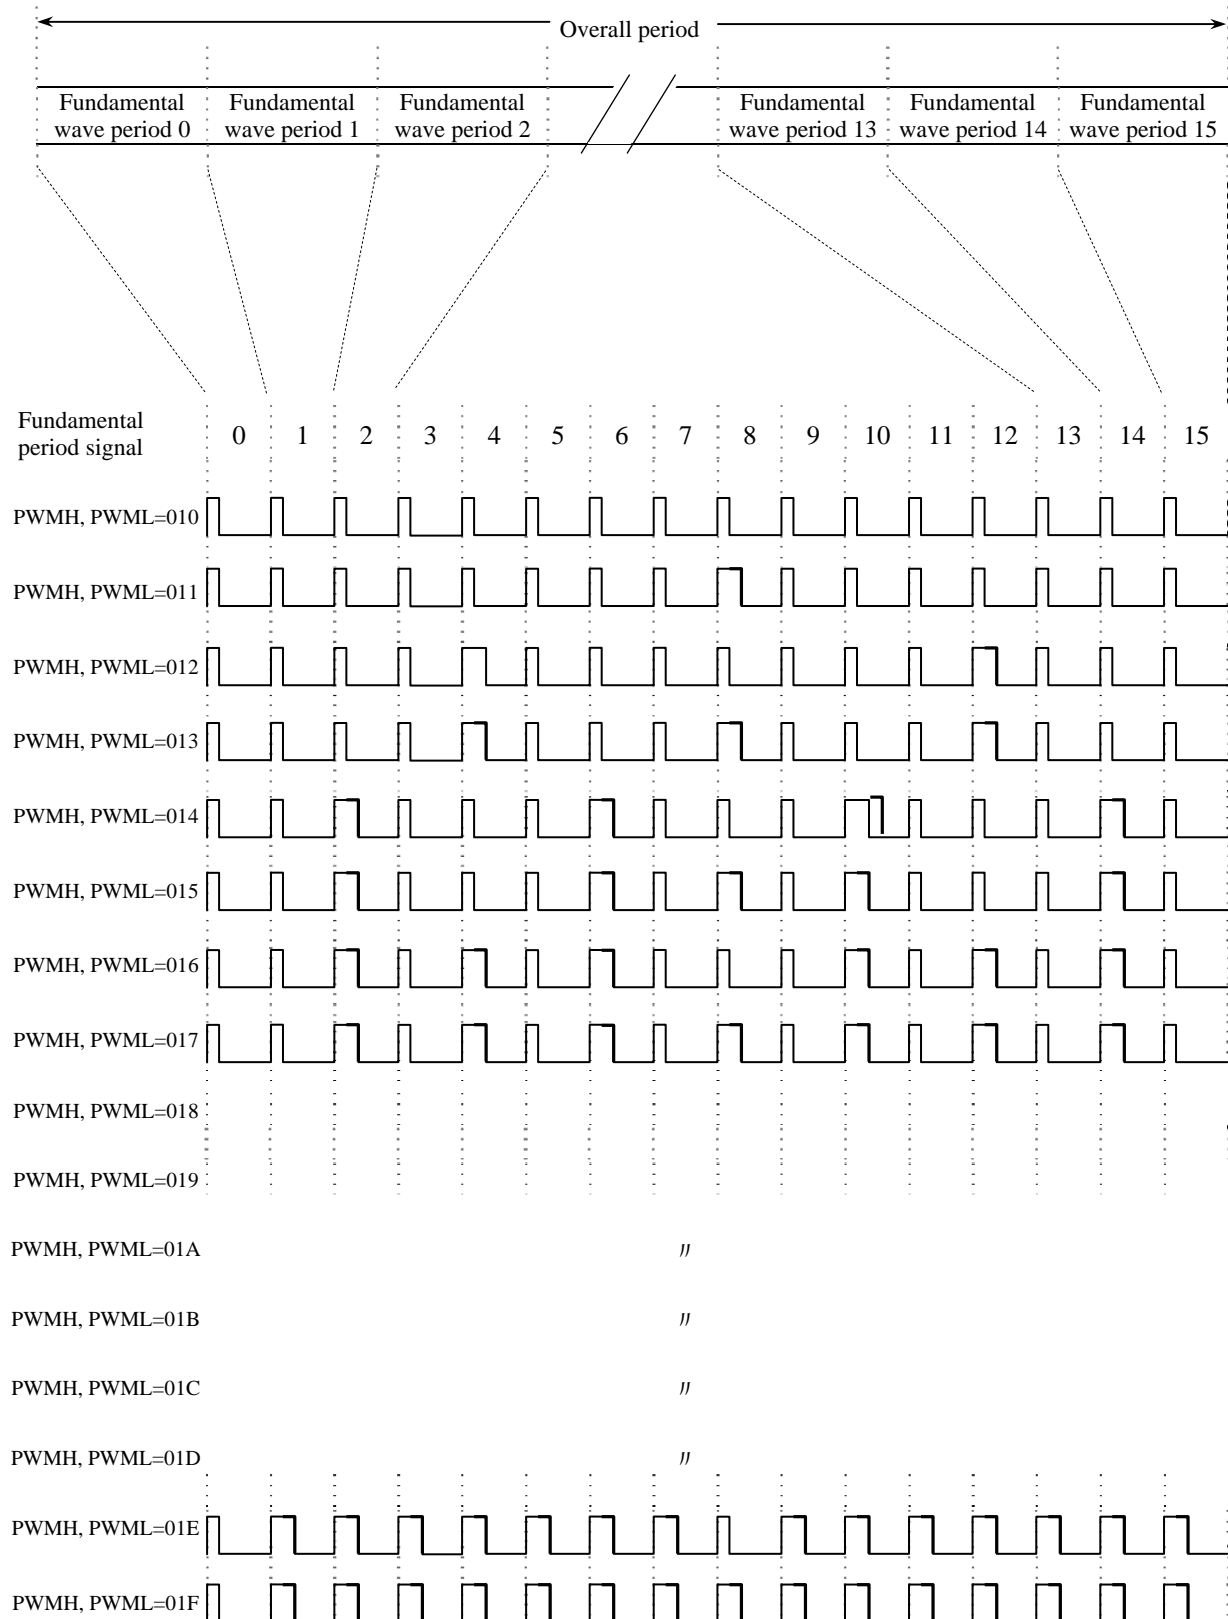 Overall period
Fundamental wave period 0
Fundamental wave period 1
Fundamental wave period 2
Fundamental wave period 13
Fundamental wave period 14
Fundamental wave period 15
Fundamental period signal
0 1 2 3 4 5 6 7 8 9 10 11 12 13 14 15
PWMH, PWML=010
PWMH, PWML=011
PWMH, PWML=012
PWMH, PWML=013
PWMH, PWML=014
PWMH, PWML=015
PWMH, PWML=016
PWMH, PWML=017
PWMH, PWML=018
PWMH, PWML=019
PWMH, PWML=01A 〃
PWMH, PWML=01B 〃
PWMH, PWML=01C 〃
PWMH, PWML=01D 〃
PWMH, PWML=01E
PWMH, PWML=01F